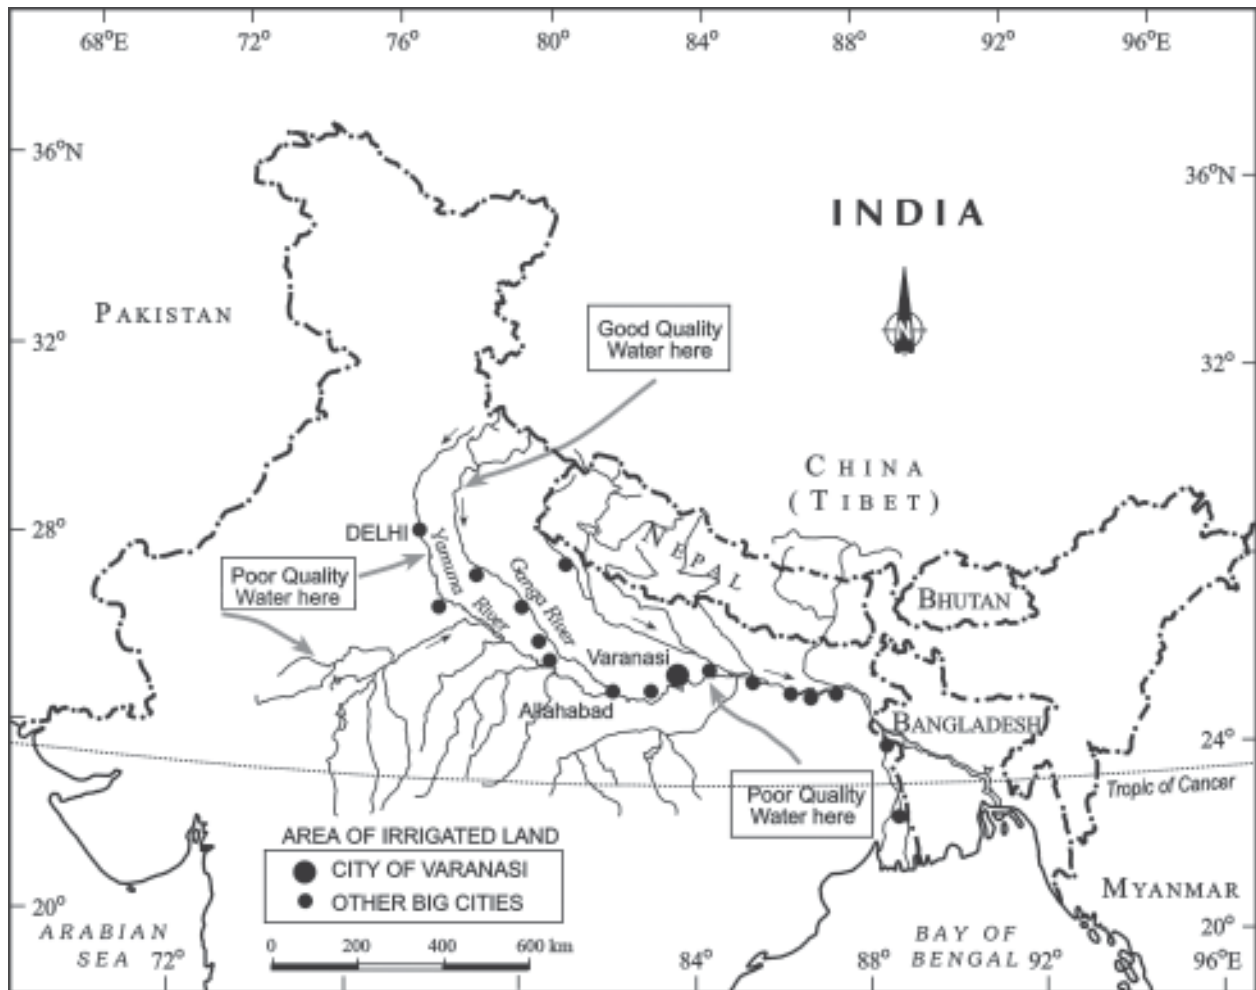 68°E 72° 76° 80° 84° 88° 92° 96°E
36°N
36°N
INDIA
PAKISTAN
Good Quality
Water here
32°
32°
CHINA
(TIBET)
28°
DELHI
Yamuna River
Ganga River
NEPAL
Poor Quality
Water here
BHUTAN
Varanasi
Allahabad
BANGLADESH
24°
Tropic of Cancer
Poor Quality
Water here
AREA OF IRRIGATED LAND
CITY OF VARANASI
OTHER BIG CITIES
20°
MYANMAR
20°
ARABIAN
SEA
BAY OF
BENGAL
0 200 400 600 km
72° 84° 88° 92° 96°E
N